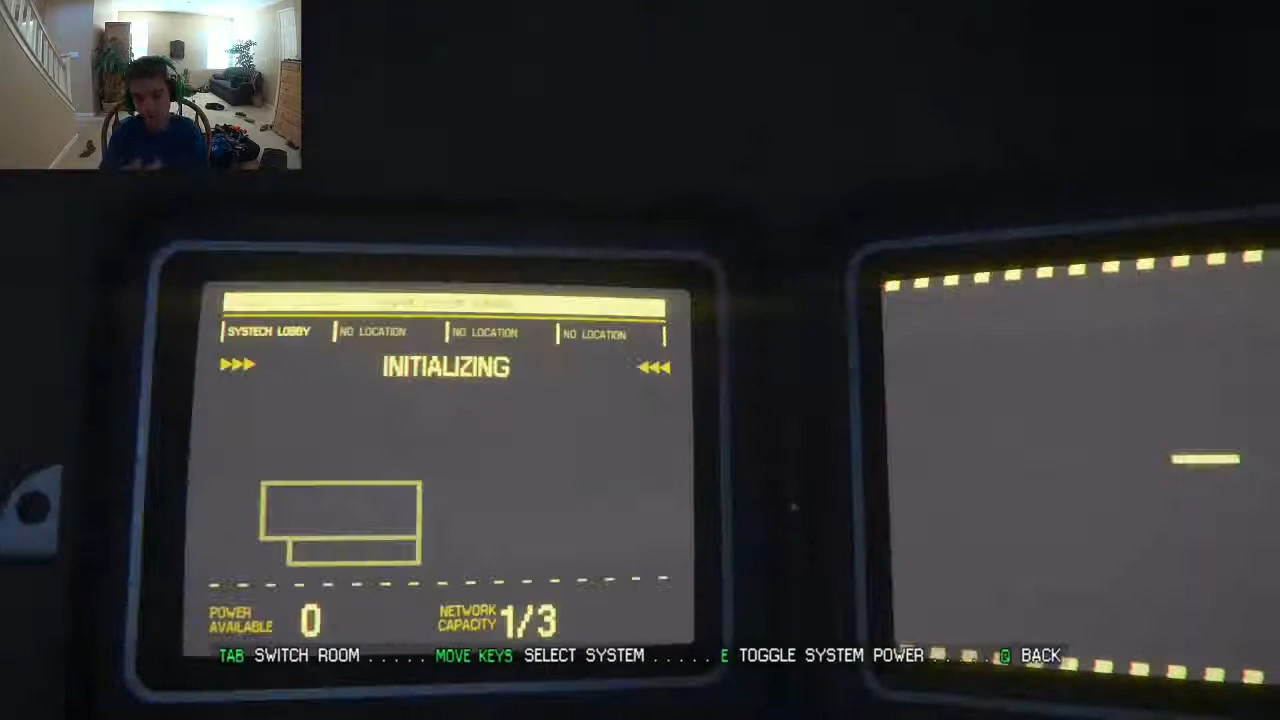 SYSTECH LOBBY NO LOCATION NO LOCATION NO LOCATION
INITIALIZING
POWER AVAILABLE 0 NETWORK CAPACITY 1/3
TAB SWITCH ROOM ..... MOVE KEYS SELECT SYSTEM ..... E TOGGLE SYSTEM POWER ..... Q BACK